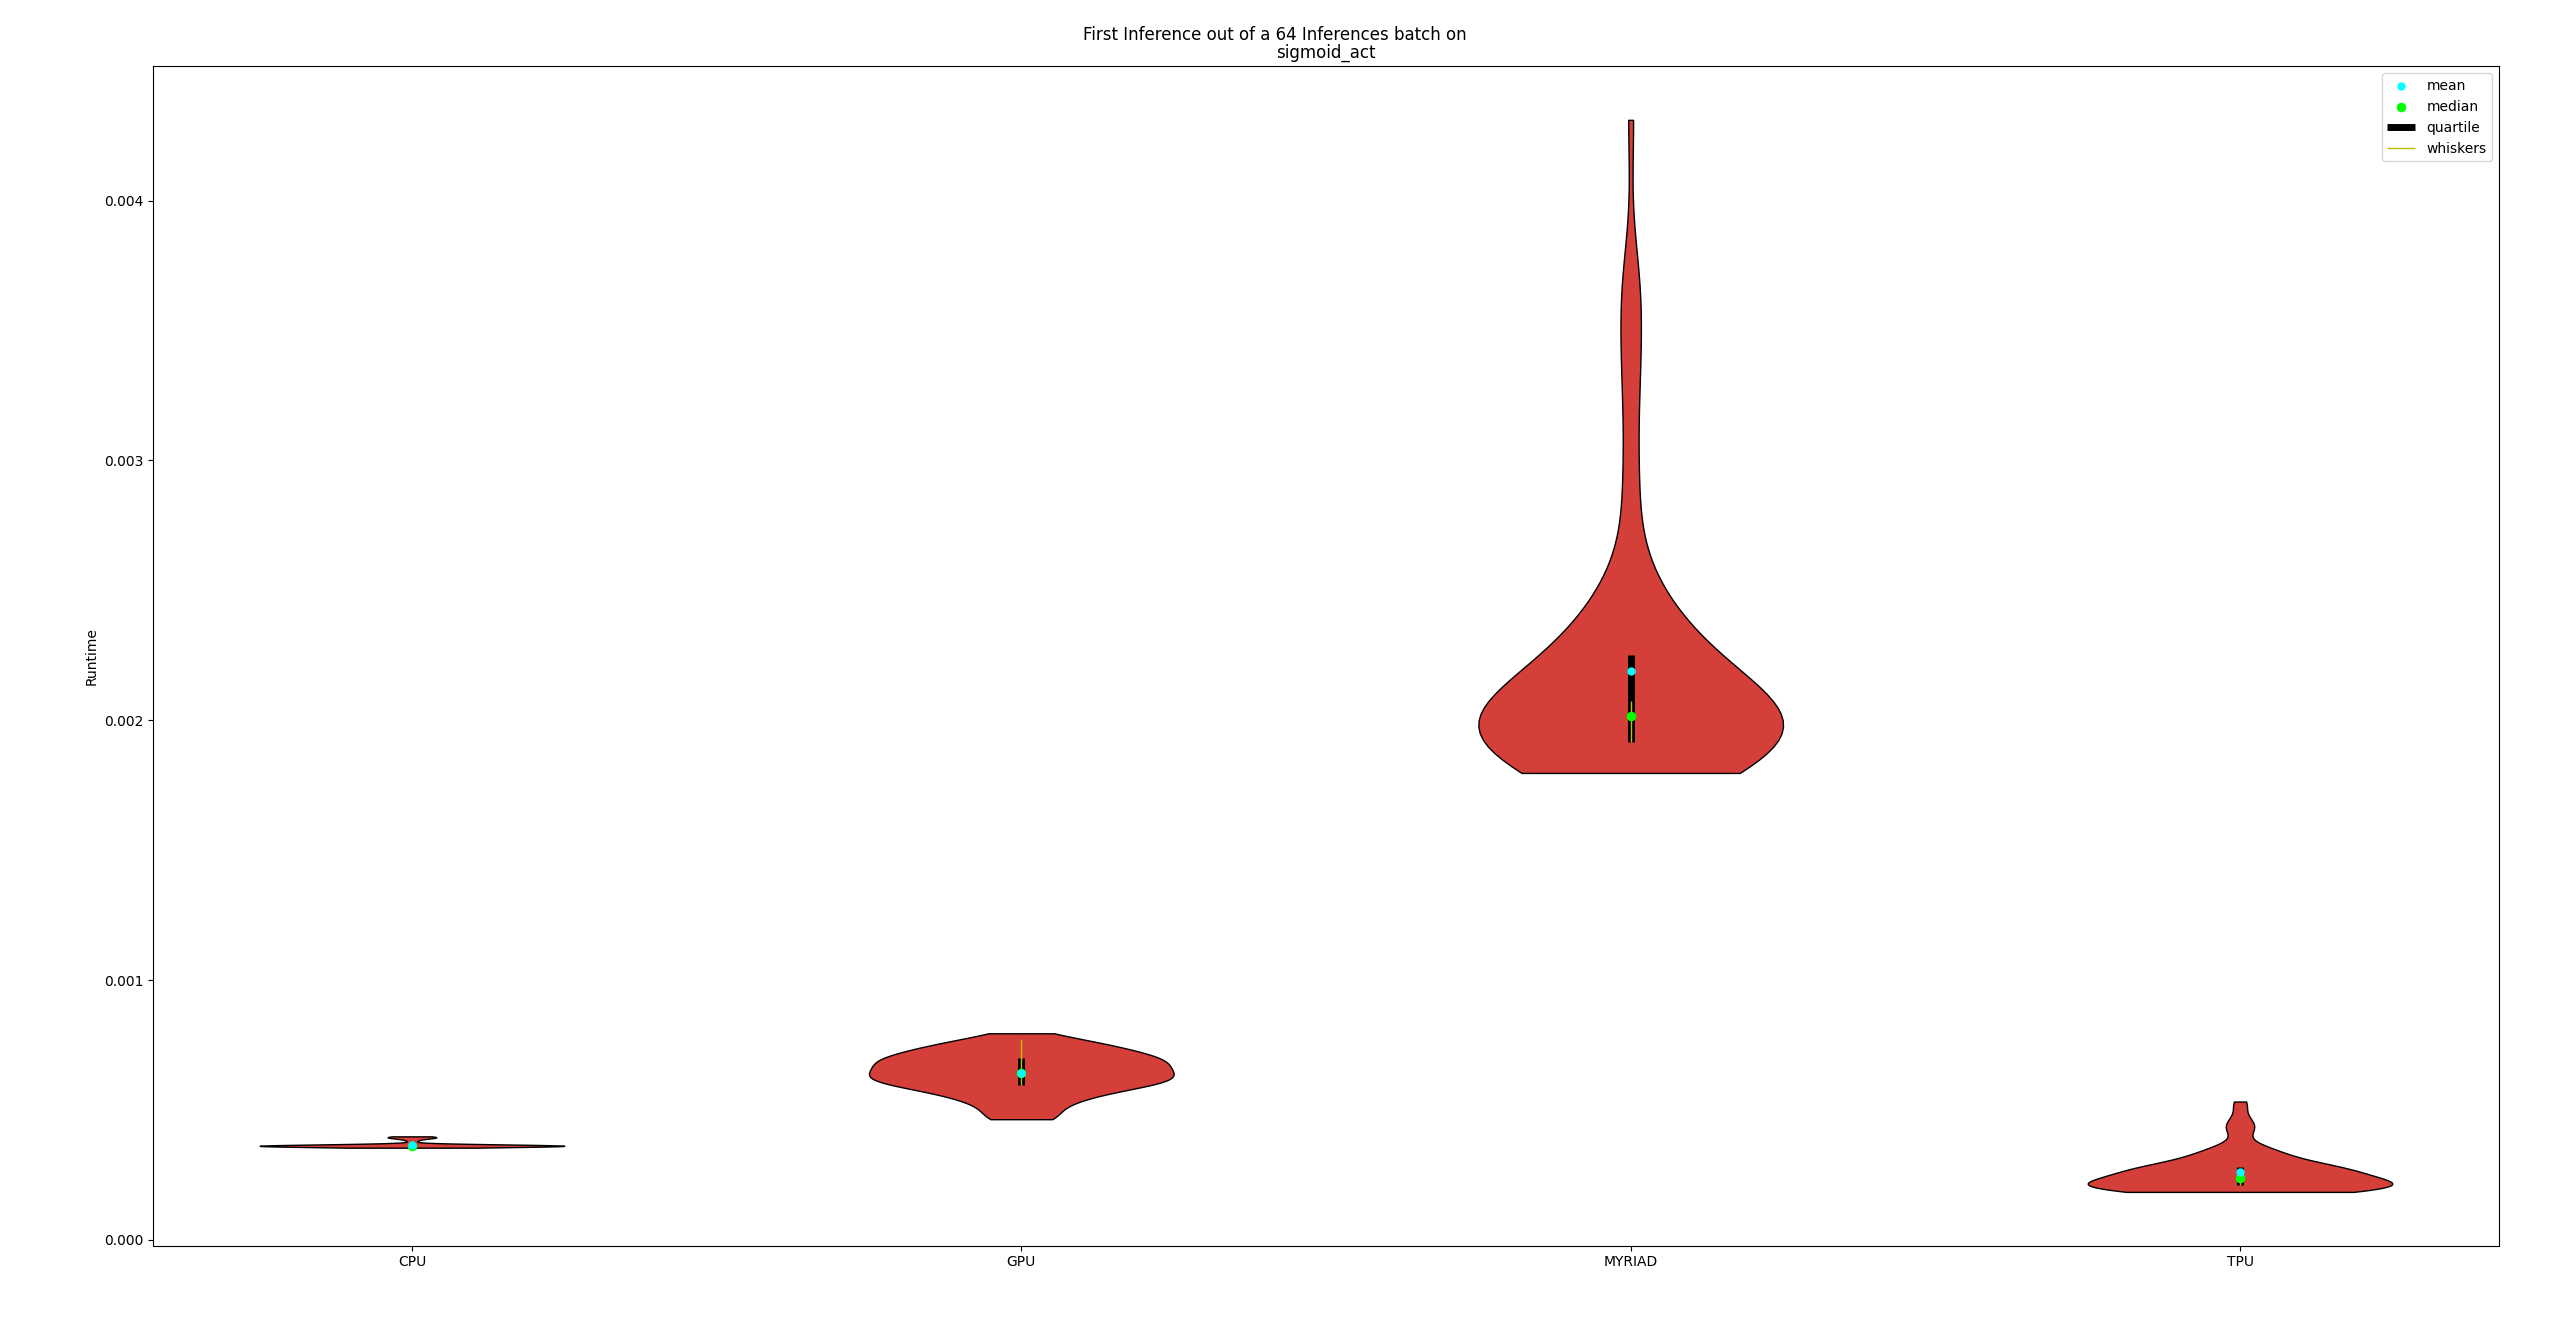 First Inference out of a 64 Inferences batch on
sigmoid_act
mean
median
quartile
whiskers
0.004
0.003
0.002
0.001
0.000
Runtime
CPU
GPU
MYRIAD
TPU